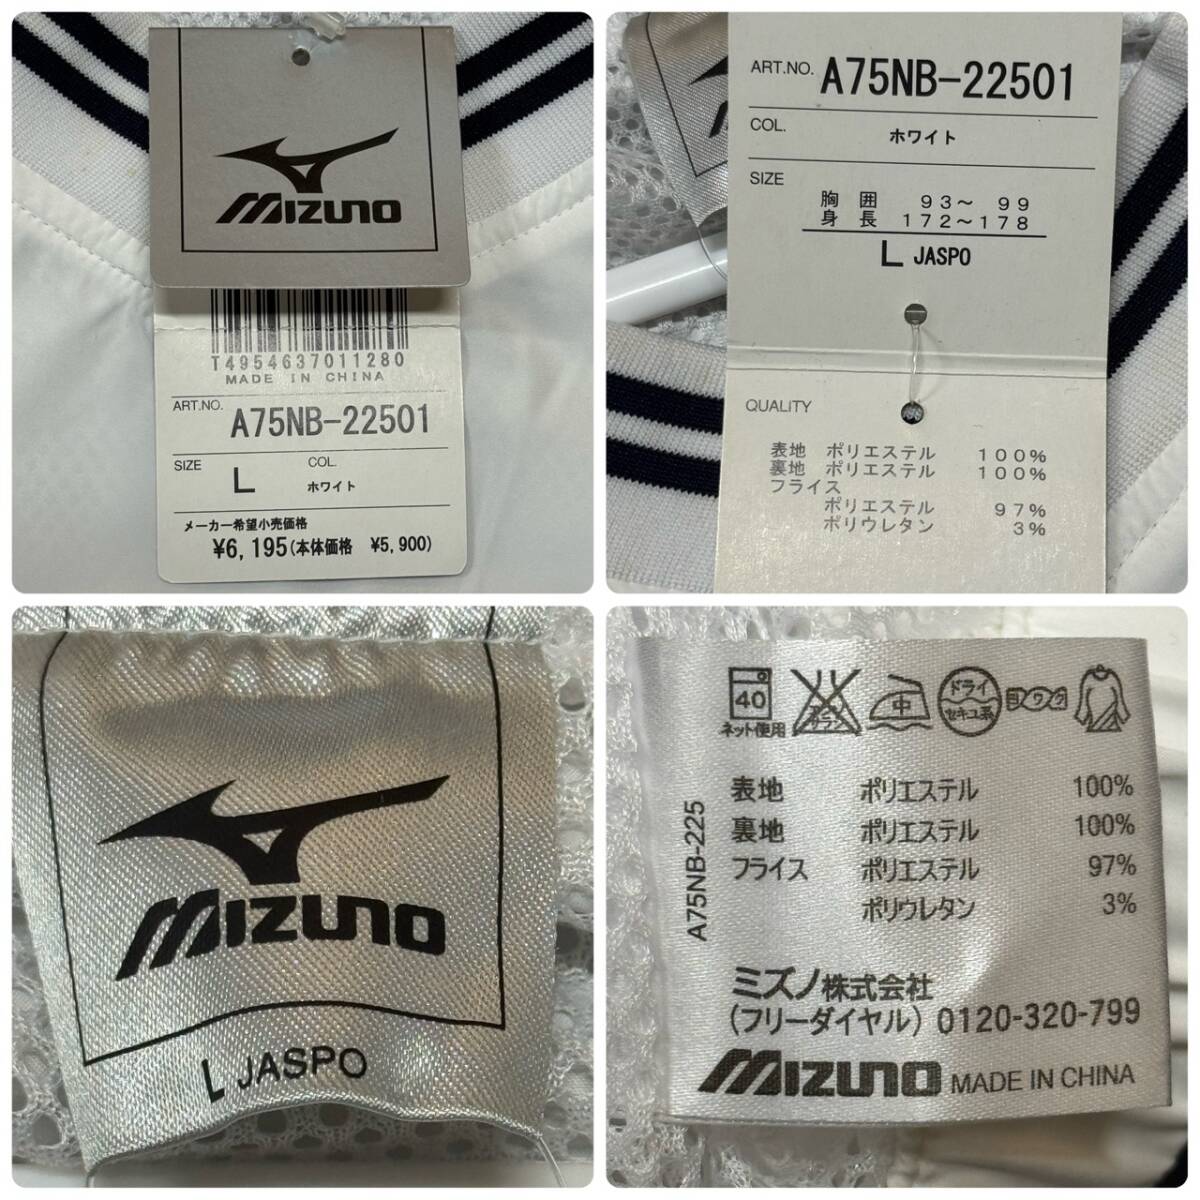 MIZUNO
T4954637011280
MADE IN CHINA
ART.NO. A75NB-22501
SIZE COL.
L ホワイト
メーカー希望小売価格
¥6,195(本体価格 ¥5,900)
ART.NO. A75NB-22501
COL. ホワイト
SIZE
胸囲 93～99
身長 172～178
L JASPO
QUALITY
表地 ポリエステル 100%
裏地 ポリエステル 100%
フライス
ポリエステル 97%
ポリウレタン 3%
MIZUNO
L JASPO
40 中 ドライ
ネット使用 セキユ系
表地 ポリエステル 100%
裏地 ポリエステル 100%
フライス ポリエステル 97%
ポリウレタン 3%
A75NB-225
ミズノ株式会社
(フリーダイヤル) 0120-320-799
MIZUNO MADE IN CHINA